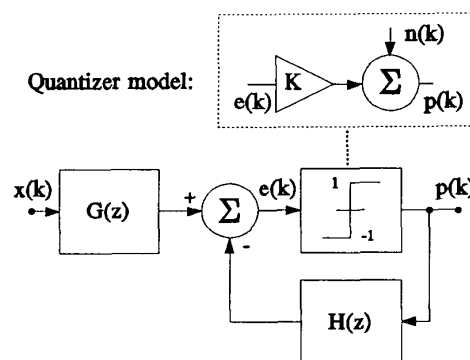 n(k)
Quantizer model:
K
Σ
e(k)
p(k)
x(k)
G(z)
+
Σ
-
e(k)
1
-1
p(k)
H(z)